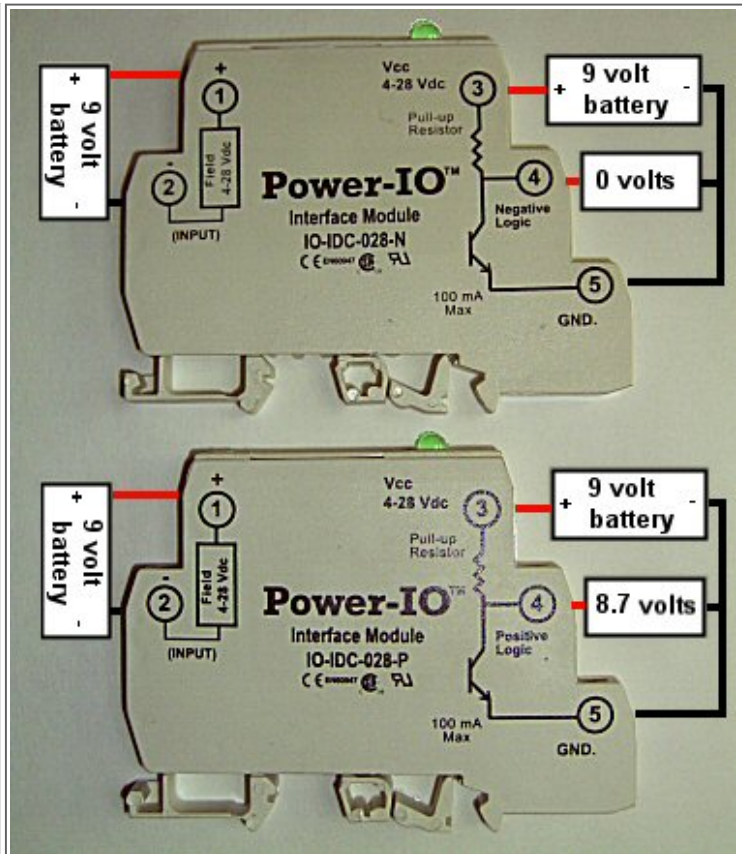 + 9 volt battery -
+
1
Vcc
4-28 Vdc
3
+ 9 volt -
battery
Pull-up
Resistor
-
2
Field
4-28 Vdc
(INPUT)
Power-IO™
Interface Module
IO-IDC-028-N
4
0 volts
Negative
Logic
100 mA
Max
5
GND.
+ 9 volt battery -
+
1
Vcc
4-28 Vdc
3
+ 9 volt -
battery
Pull-up
Resistor
-
2
Field
4-28 Vdc
(INPUT)
Power-IO™
Interface Module
IO-IDC-028-P
4
8.7 volts
Positive
Logic
100 mA
Max
5
GND.